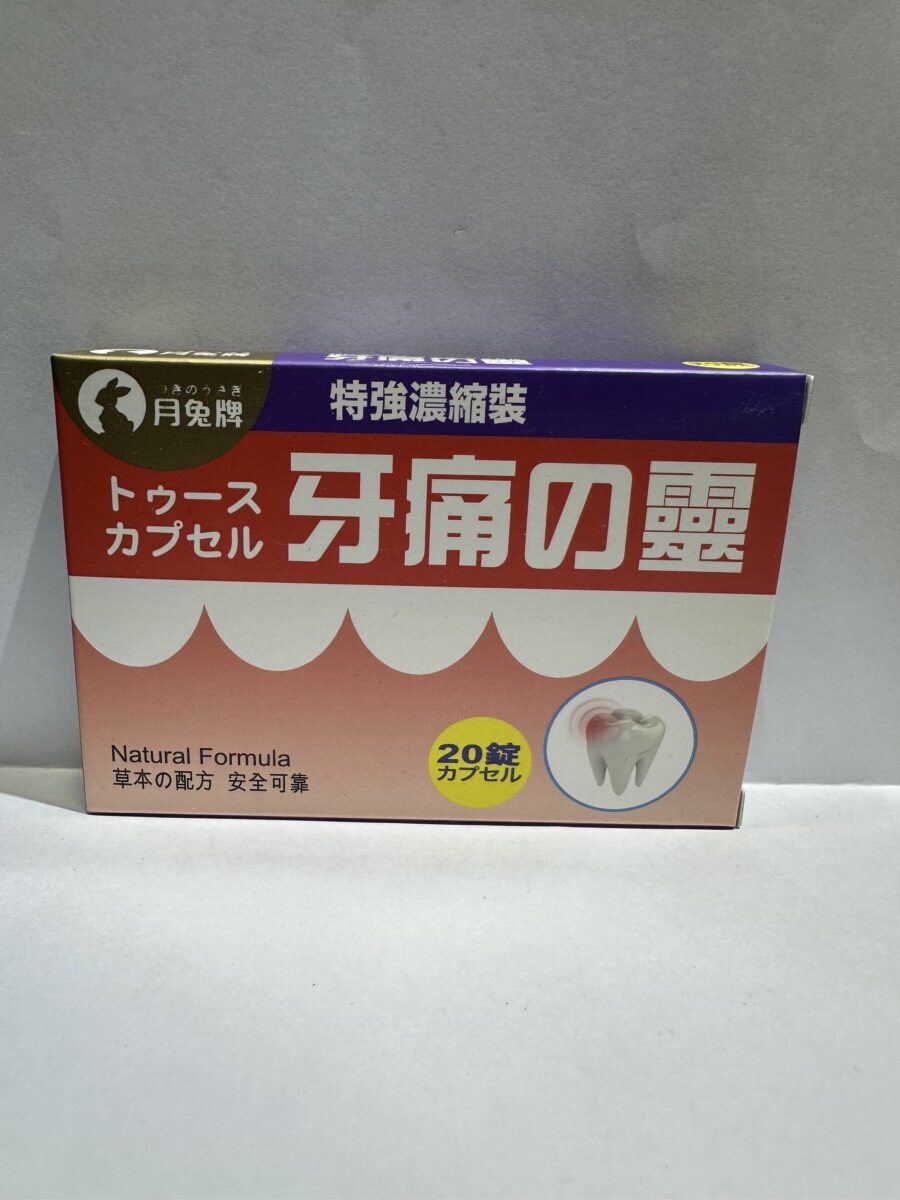 つきのうさぎ
月兔牌
特強濃縮裝
トゥース
カプセル
牙痛の靈
Natural Formula
草本の配方 安全可靠
20錠
カプセル